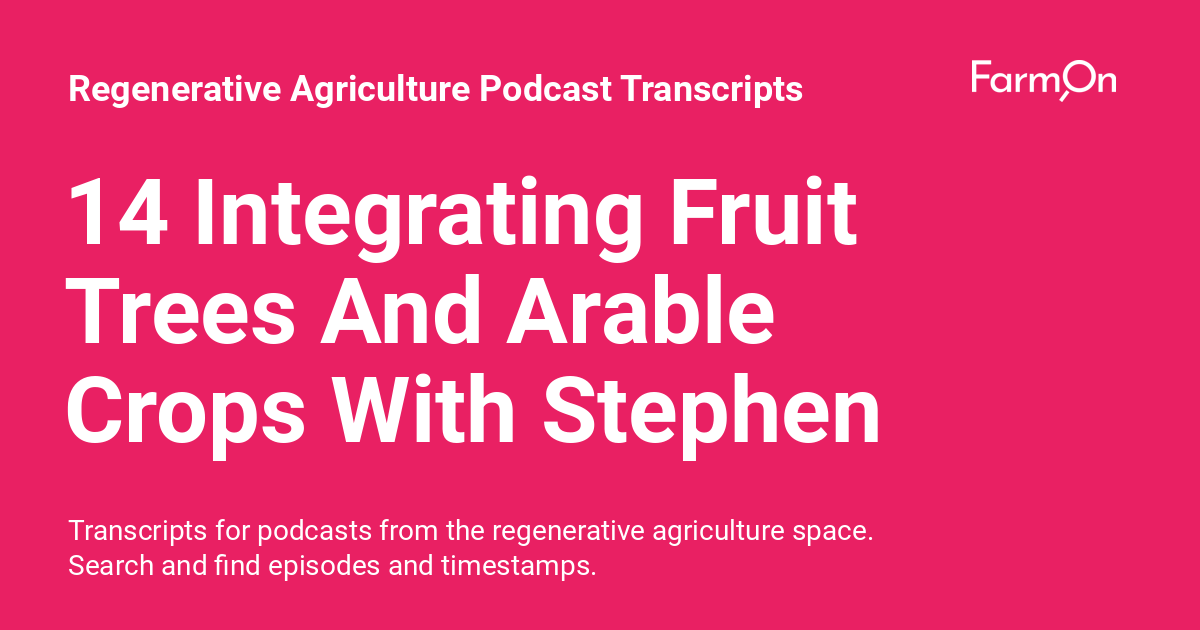 Regenerative Agriculture Podcast Transcripts
FarmOn
14 Integrating Fruit
Trees And Arable
Crops With Stephen
Transcripts for podcasts from the regenerative agriculture space.
Search and find episodes and timestamps.